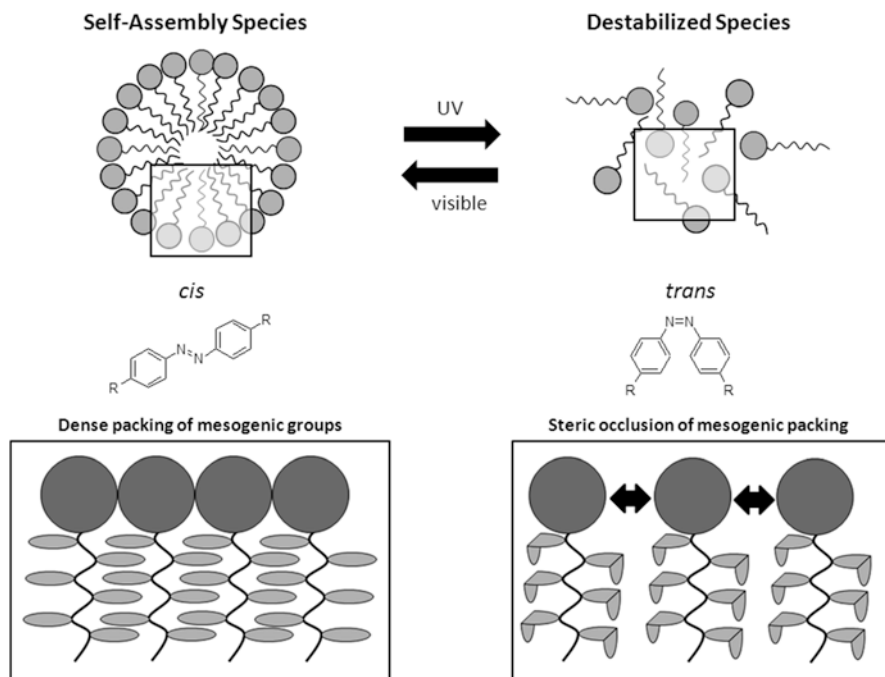 Self-Assembly Species
Destabilized Species
UV
visible
cis
trans
R
N=N
R
N=N
R
R
Dense packing of mesogenic groups
Steric occlusion of mesogenic packing